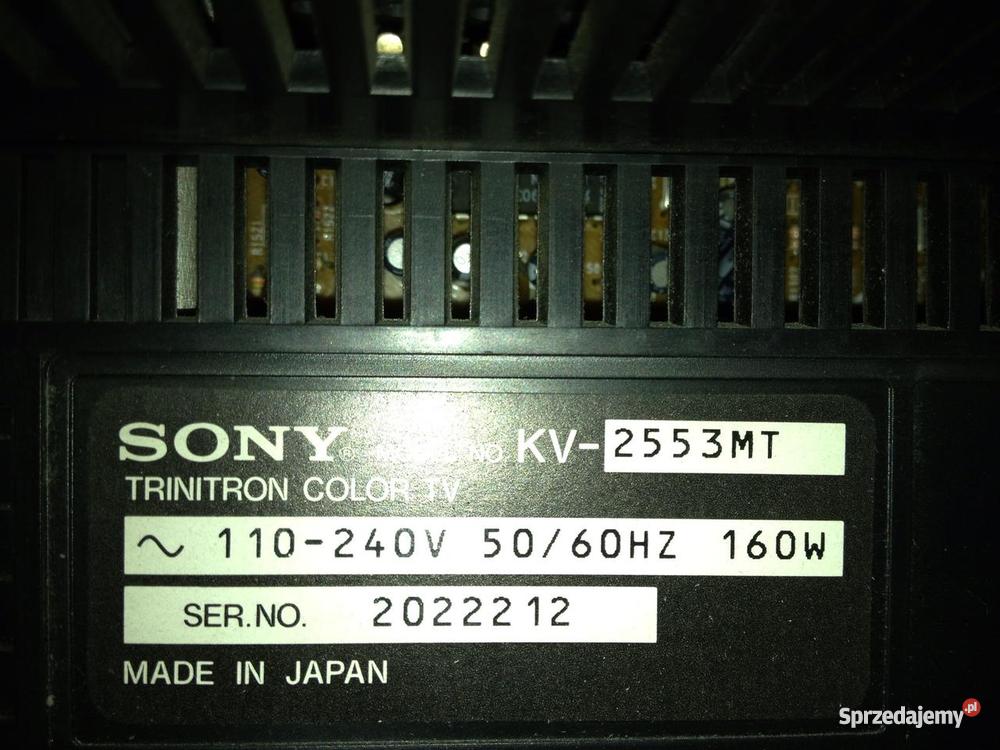 SONY® NO. KV-2553MT
TRINITRON COLOR TV
~ 110-240V 50/60HZ 160W
SER.NO. 2022212
MADE IN JAPAN
Sprzedajemy.pl